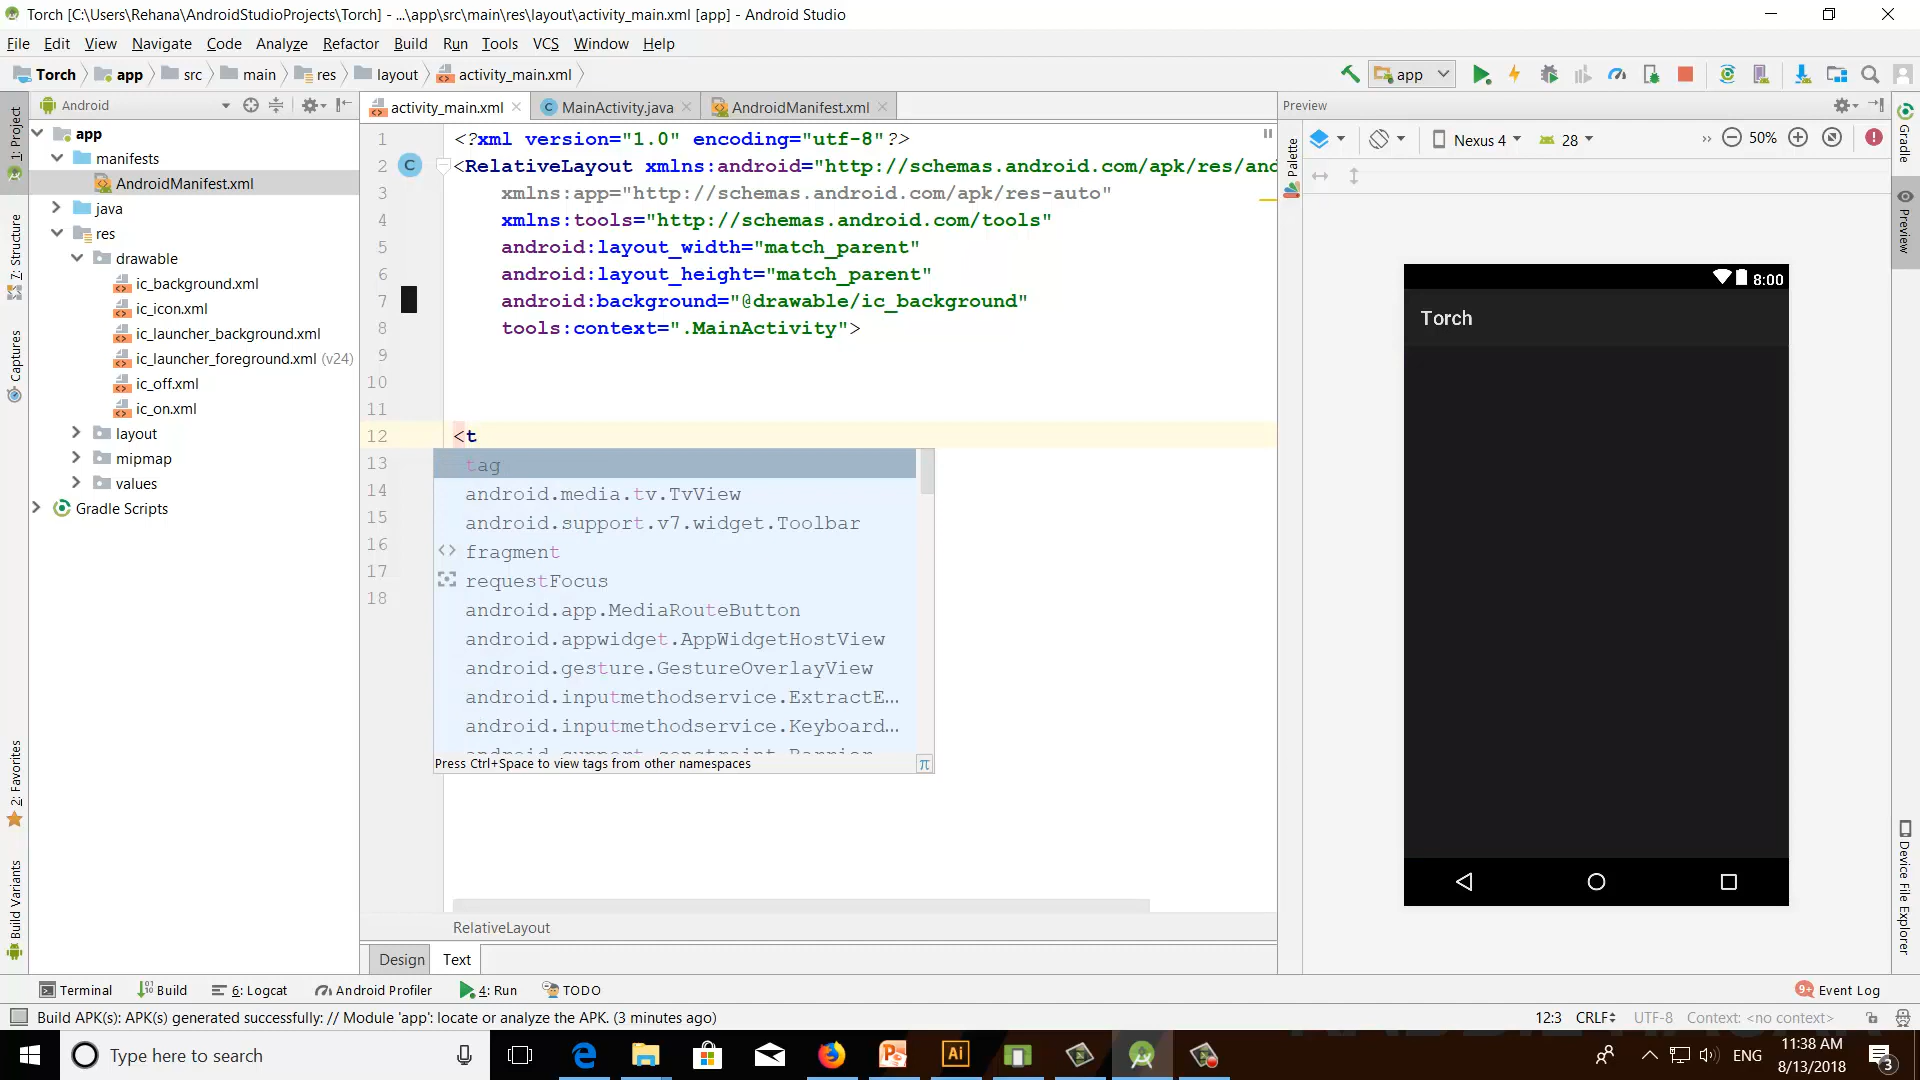 Torch [C:\Users\Rehana\AndroidStudioProjects\Torch] - ...\app\src\main\res\layout\activity_main.xml [app] - Android Studio
File Edit View Navigate Code Analyze Refactor Build Run Tools VCS Window Help
Torch app src main res layout activity_main.xml
app
Android
activity_main.xml MainActivity.java AndroidManifest.xml
Preview
1: Project
7: Structure
Captures
2: Favorites
Build Variants
app
manifests
AndroidManifest.xml
java
res
drawable
ic_background.xml
ic_icon.xml
ic_launcher_background.xml
ic_launcher_foreground.xml (v24)
ic_off.xml
ic_on.xml
layout
mipmap
values
Gradle Scripts
1 <?xml version="1.0" encoding="utf-8"?>
2 <RelativeLayout xmlns:android="http://schemas.android.com/apk/res/and
3 xmlns:app="http://schemas.android.com/apk/res-auto"
4 xmlns:tools="http://schemas.android.com/tools"
5 android:layout_width="match_parent"
6 android:layout_height="match_parent"
7 android:background="@drawable/ic_background"
8 tools:context=".MainActivity">
9
10
11
12 <t
13
14
15
16
17
18
tag
android.media.tv.TvView
android.support.v7.widget.Toolbar
fragment
requestFocus
android.app.MediaRouteButton
android.appwidget.AppWidgetHostView
android.gesture.GestureOverlayView
android.inputmethodservice.ExtractE...
android.inputmethodservice.Keyboard...
android.support.constraint.Barrier
Press Ctrl+Space to view tags from other namespaces π
RelativeLayout
Design Text
Palette
Nexus 4 28 50%
8:00
Torch
Gradle
Preview
Device File Explorer
Terminal Build 6: Logcat Android Profiler 4: Run TODO
9+ Event Log
Build APK(s): APK(s) generated successfully: // Module 'app': locate or analyze the APK. (3 minutes ago)
12:3 CRLF UTF-8 Context: <no context>
Type here to search
Ai
ENG
11:38 AM
8/13/2018
3